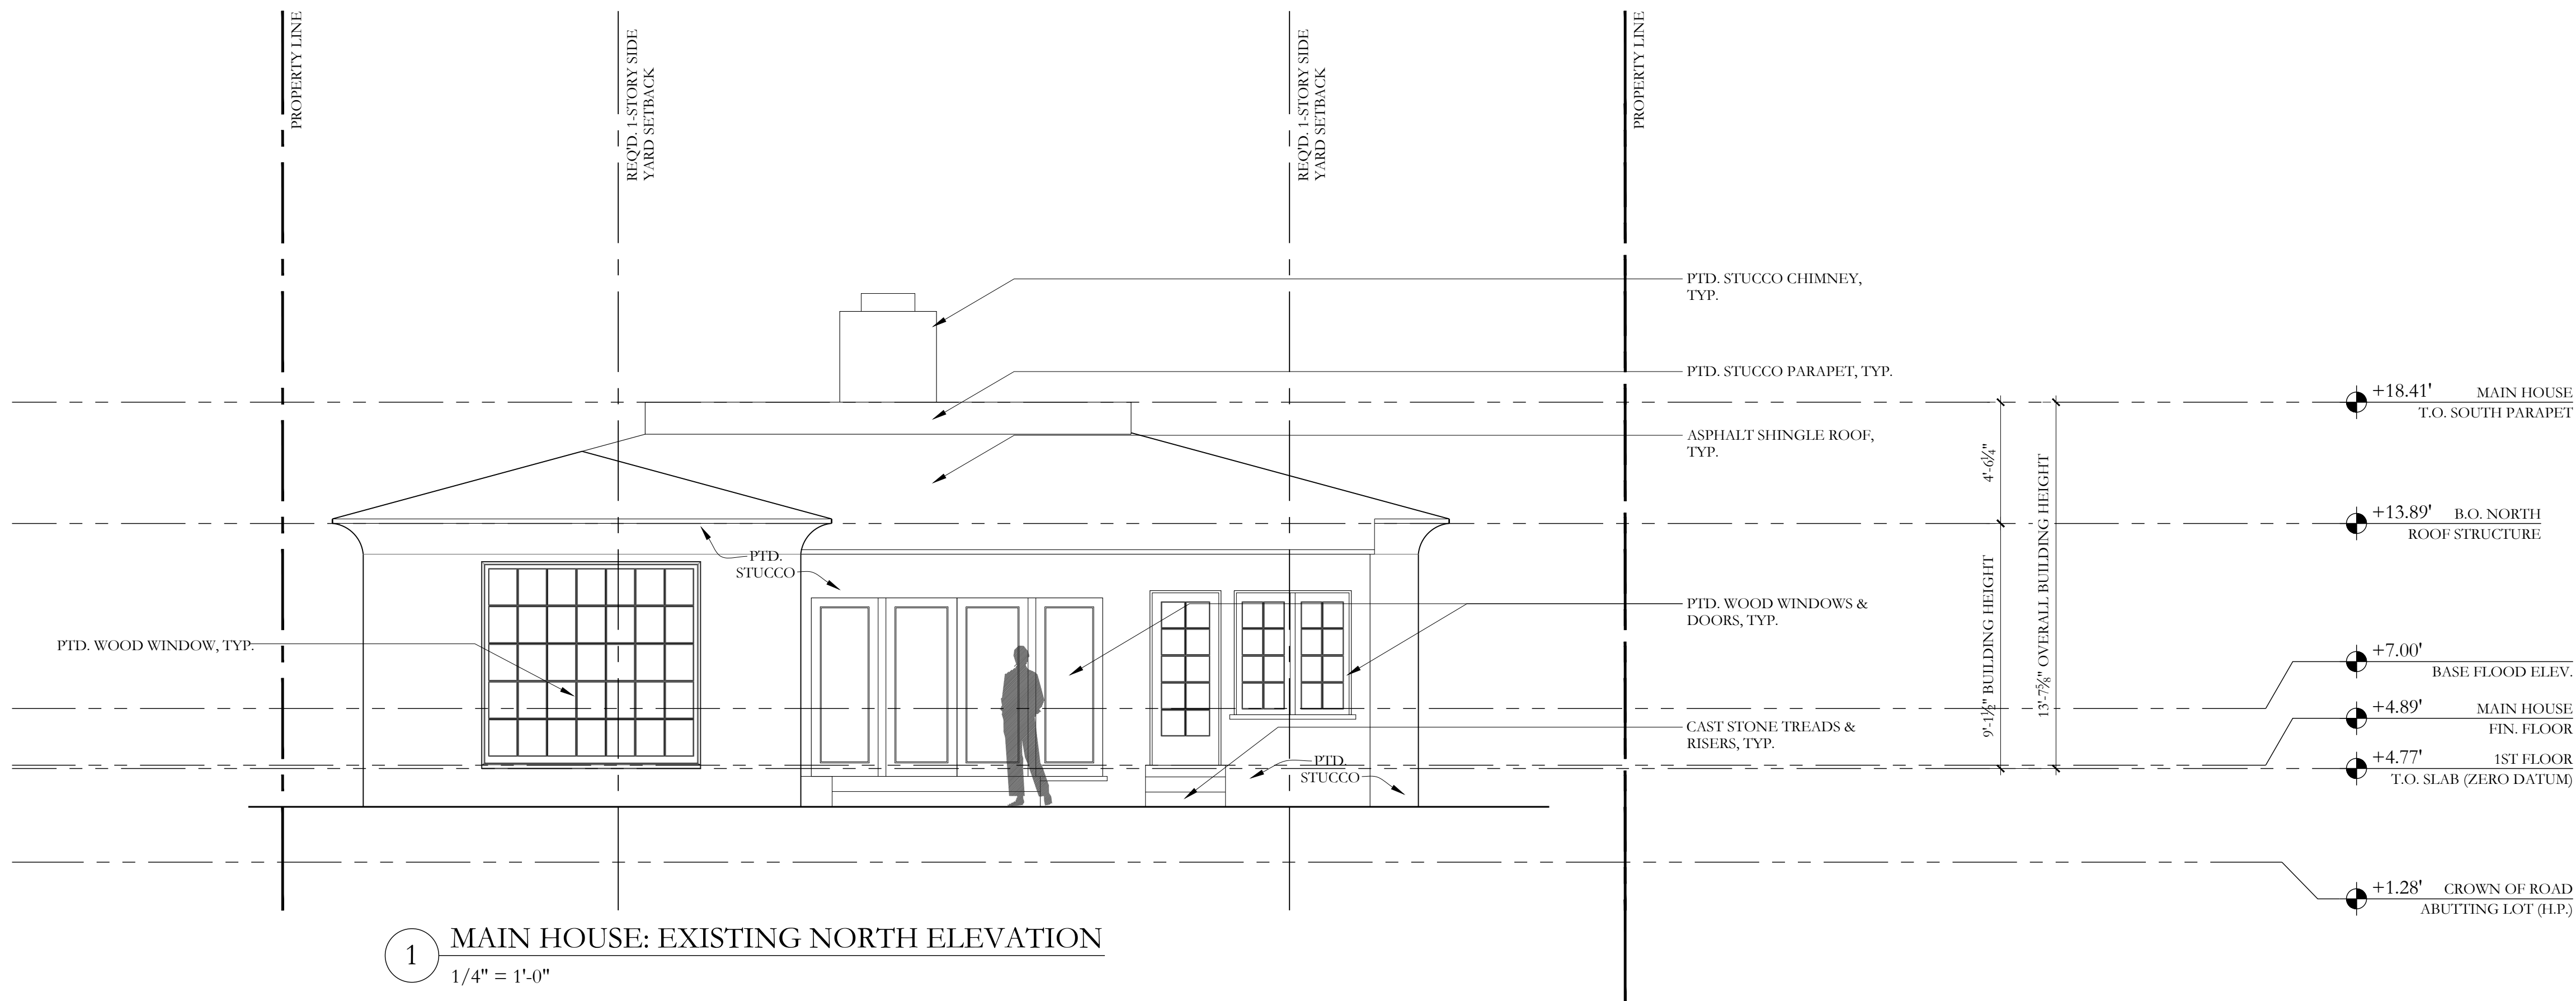 PROPERTY LINE
REQ'D. 1-STORY SIDE
YARD SETBACK
REQ'D. 1-STORY SIDE
YARD SETBACK
PROPERTY LINE
PTD. STUCCO CHIMNEY,
TYP.
PTD. STUCCO PARAPET, TYP.
ASPHALT SHINGLE ROOF,
TYP.
PTD. WOOD WINDOWS &
DOORS, TYP.
CAST STONE TREADS &
RISERS, TYP.
PTD.
STUCCO
PTD. WOOD WINDOW, TYP.
PTD.
STUCCO
4'-6¼"
9'-1½" BUILDING HEIGHT
13'-7⅝" OVERALL BUILDING HEIGHT
+18.41' MAIN HOUSE
T.O. SOUTH PARAPET
+13.89' B.O. NORTH
ROOF STRUCTURE
+7.00'
BASE FLOOD ELEV.
+4.89' MAIN HOUSE
FIN. FLOOR
+4.77' 1ST FLOOR
T.O. SLAB (ZERO DATUM)
+1.28' CROWN OF ROAD
ABUTTING LOT (H.P.)
1 MAIN HOUSE: EXISTING NORTH ELEVATION
1/4" = 1'-0"